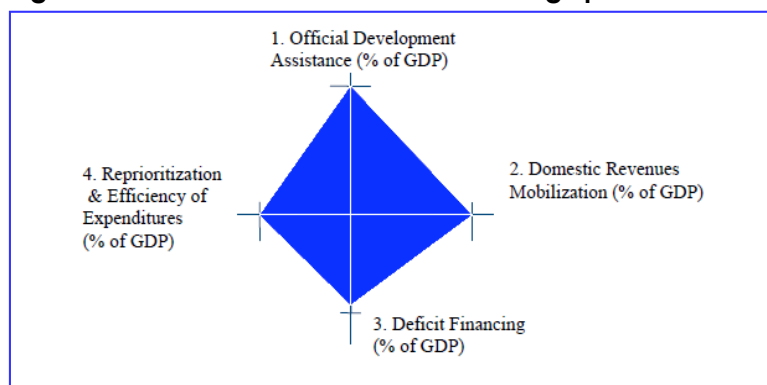 1. Official Development
Assistance (% of GDP)
2. Domestic Revenues
Mobilization (% of GDP)
4. Reprioritization
& Efficiency of
Expenditures
(% of GDP)
3. Deficit Financing
(% of GDP)